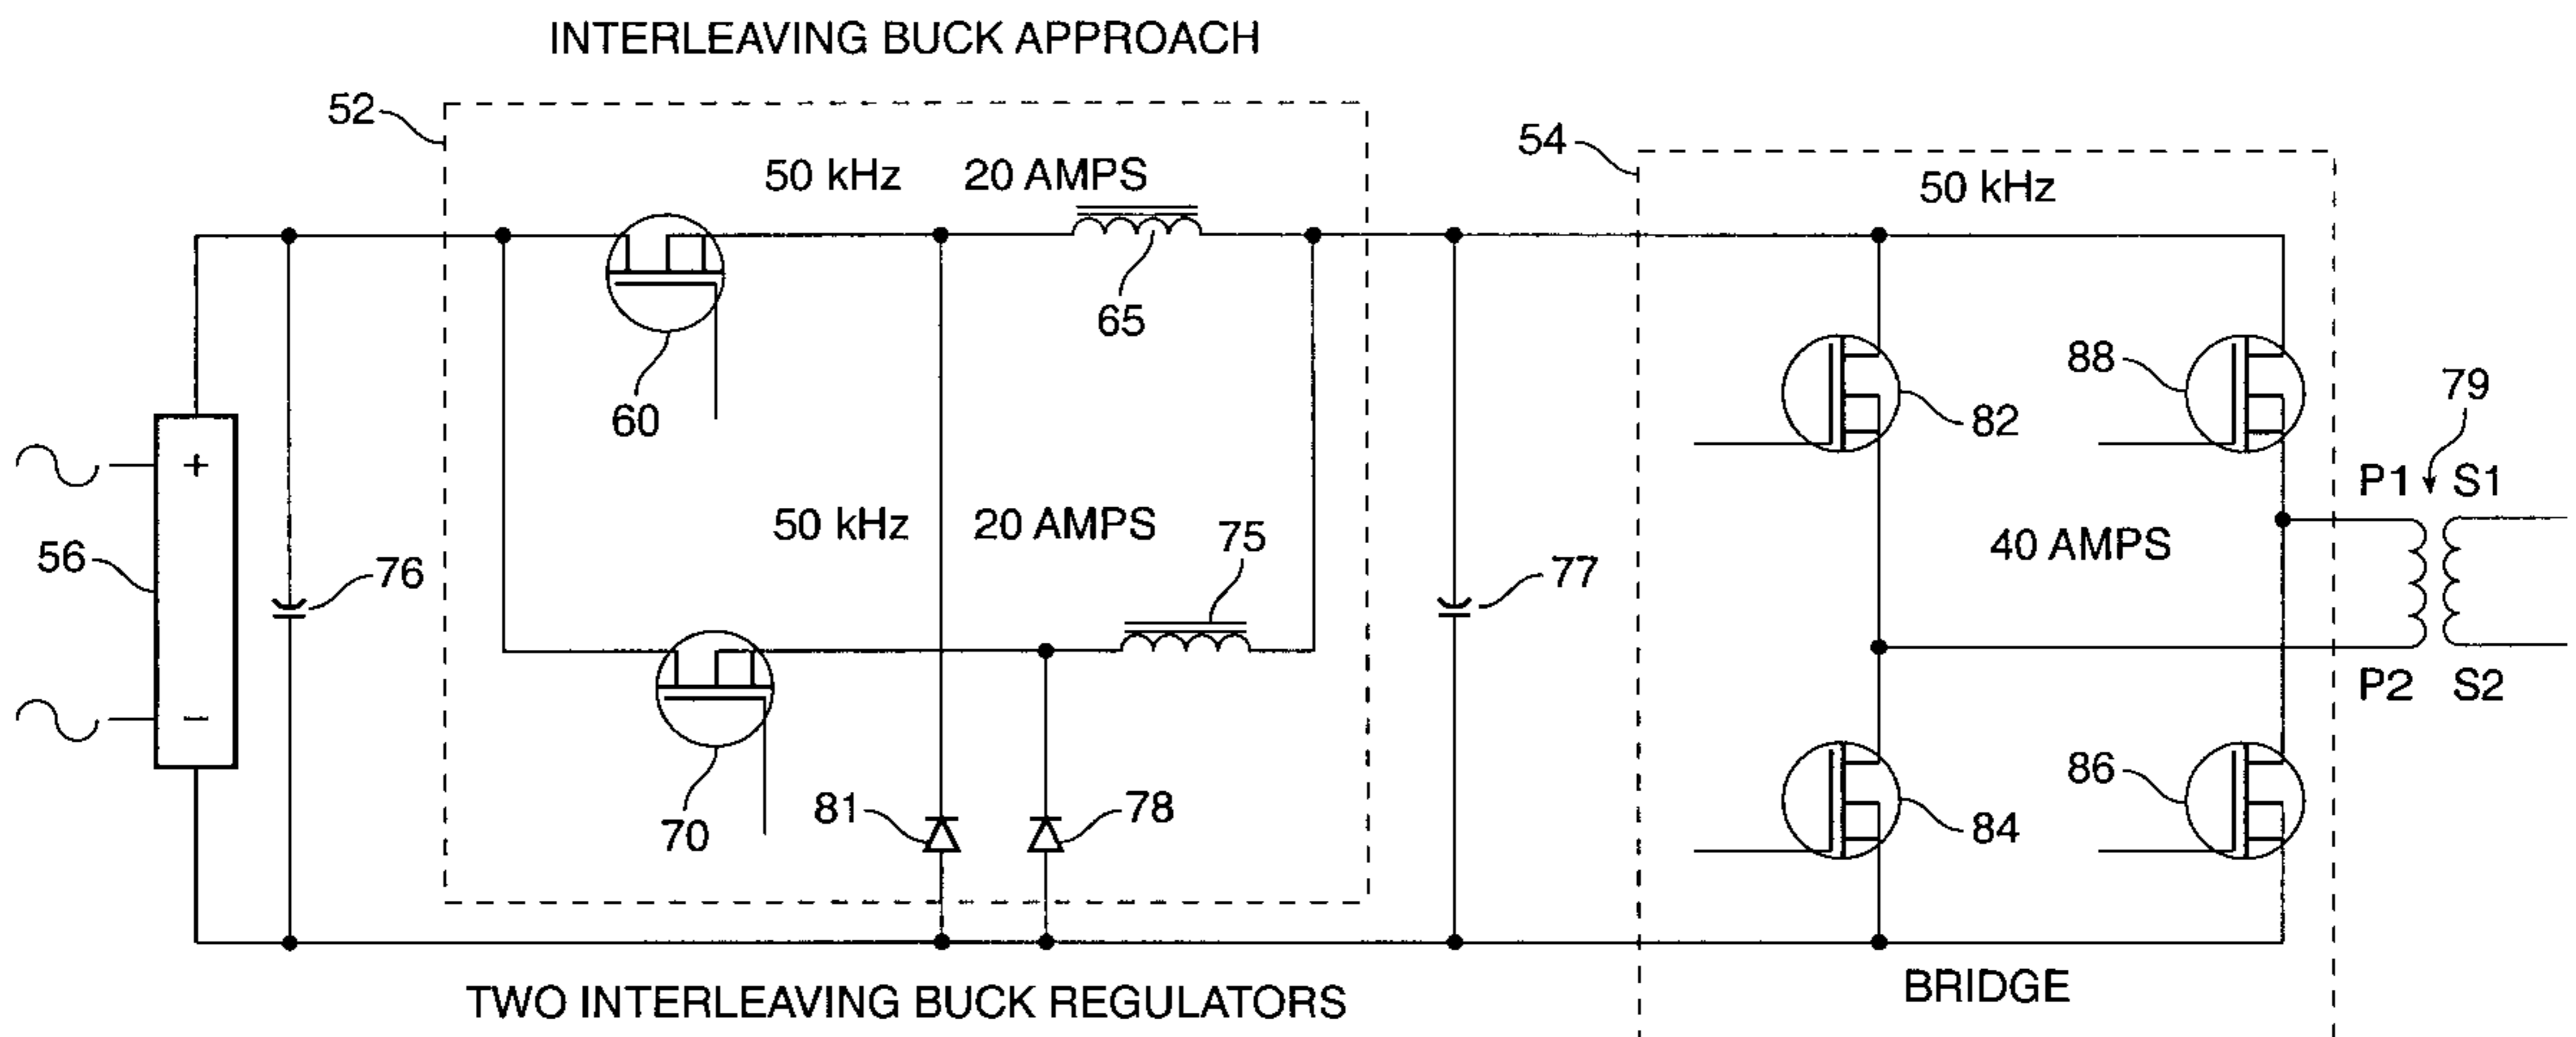 INTERLEAVING BUCK APPROACH
52
54
50 kHz
20 AMPS
50 kHz
65
60
88
82
79
+
P1
S1
50 kHz
20 AMPS
75
40 AMPS
56
76
77
P2
S2
−
81
78
70
86
84
BRIDGE
TWO INTERLEAVING BUCK REGULATORS